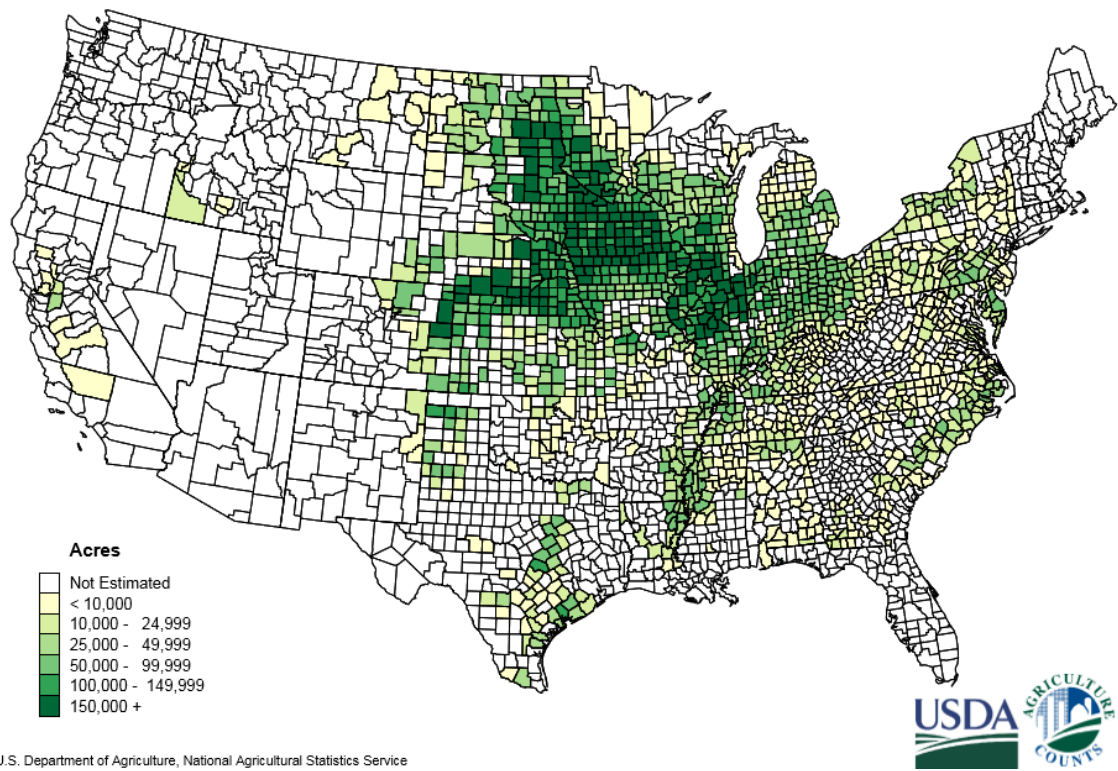 Acres
Not Estimated
< 10,000
10,000 - 24,999
25,000 - 49,999
50,000 - 99,999
100,000 - 149,999
150,000 +
USDA
AGRICULTURE
COUNTS
U.S. Department of Agriculture, National Agricultural Statistics Service